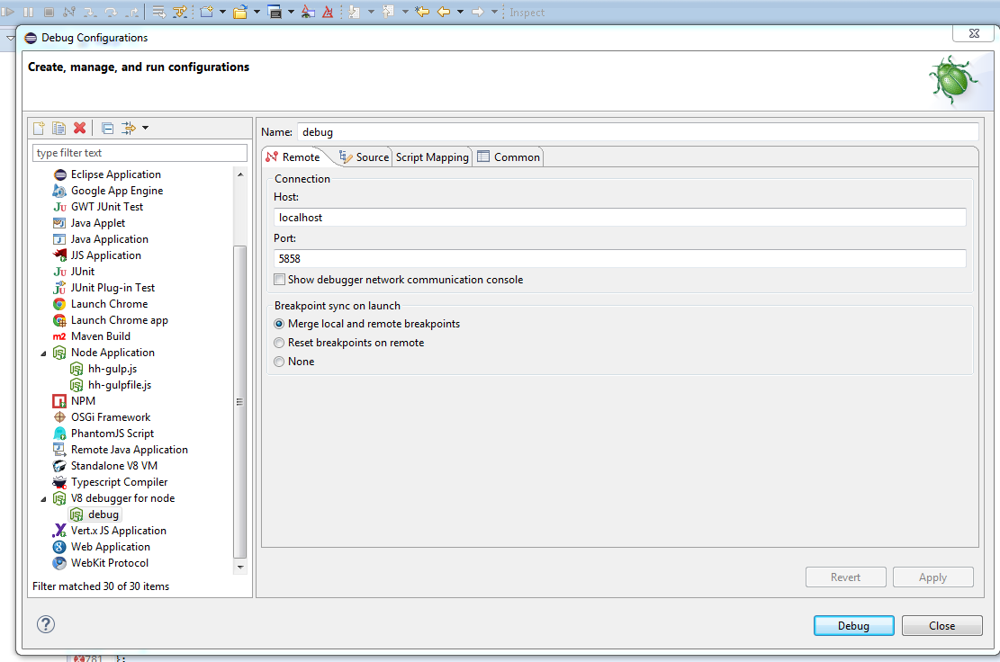 Inspect
Debug Configurations
Create, manage, and run configurations
type filter text
Eclipse Application
Google App Engine
GWT JUnit Test
Java Applet
Java Application
JJS Application
JUnit
JUnit Plug-in Test
Launch Chrome
Launch Chrome app
Maven Build
Node Application
hh-gulp.js
hh-gulpfile.js
NPM
OSGi Framework
PhantomJS Script
Remote Java Application
Standalone V8 VM
Typescript Compiler
V8 debugger for node
debug
Vert.x JS Application
Web Application
WebKit Protocol
Filter matched 30 of 30 items
Name: debug
Remote Source Script Mapping Common
Connection
Host:
localhost
Port:
5858
Show debugger network communication console
Breakpoint sync on launch
Merge local and remote breakpoints
Reset breakpoints on remote
None
Revert Apply
Debug Close
781 };